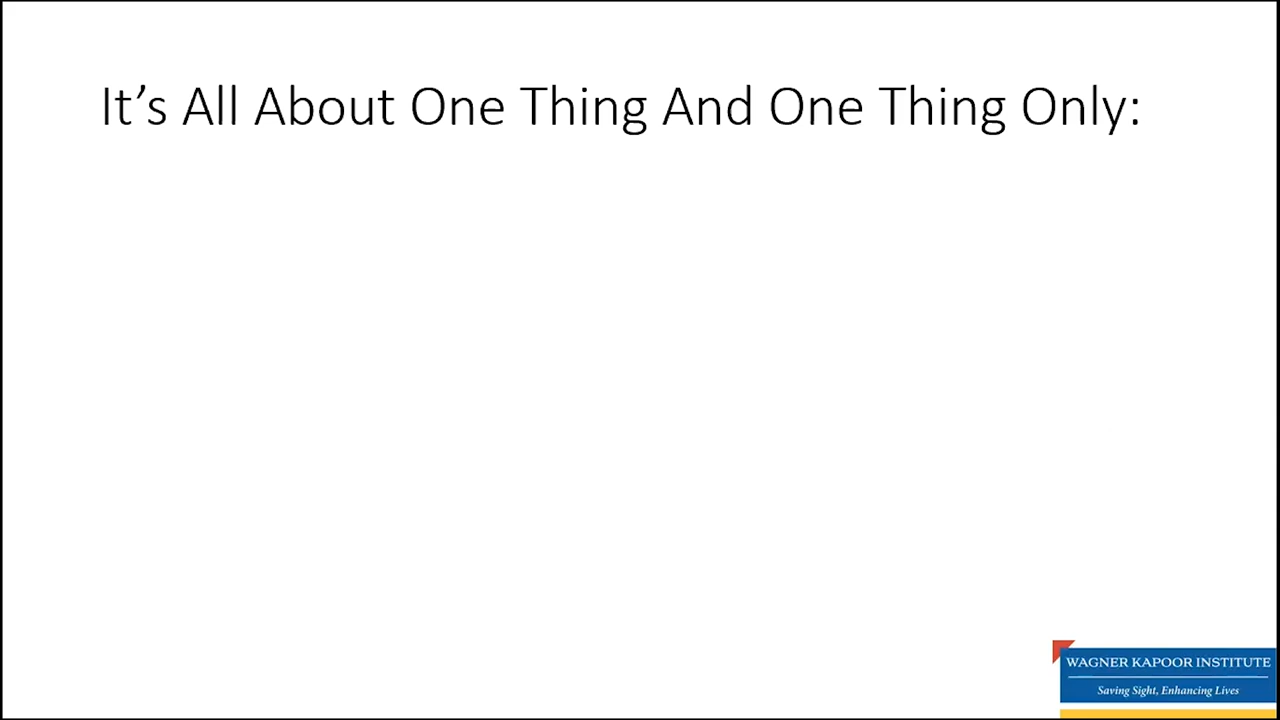 It’s All About One Thing And One Thing Only:
WAGNER KAPOOR INSTITUTE
Saving Sight, Enhancing Lives